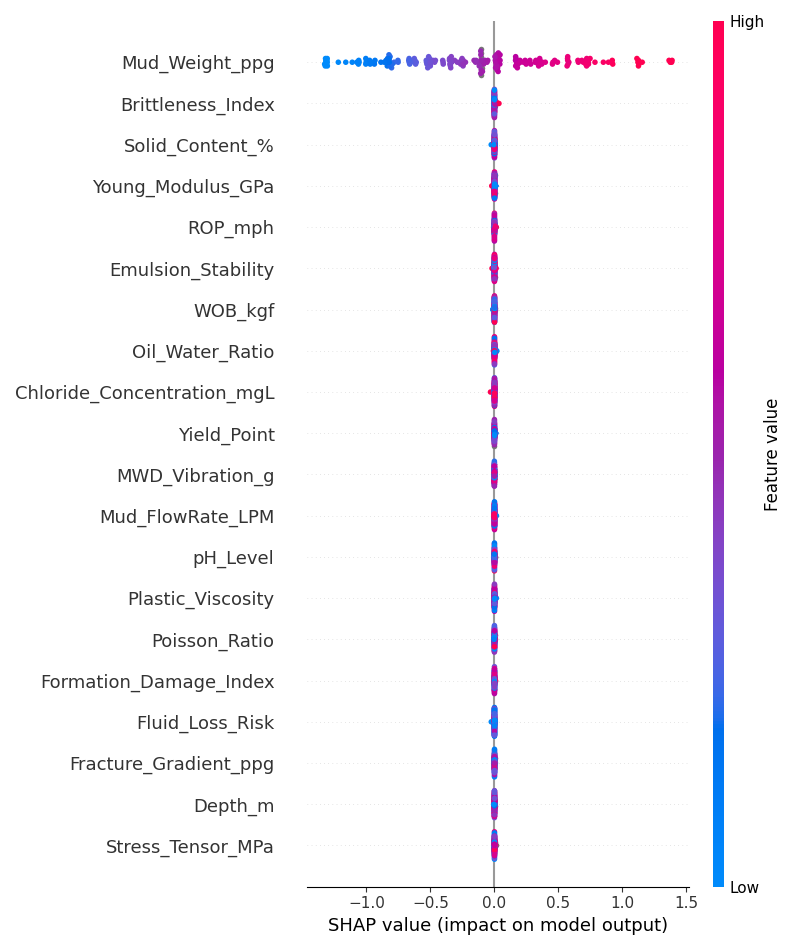 High
Mud_Weight_ppg
Brittleness_Index
Solid_Content_%
Young_Modulus_GPa
ROP_mph
Emulsion_Stability
WOB_kgf
Oil_Water_Ratio
Chloride_Concentration_mgL
Yield_Point
MWD_Vibration_g
Mud_FlowRate_LPM
pH_Level
Plastic_Viscosity
Poisson_Ratio
Formation_Damage_Index
Fluid_Loss_Risk
Fracture_Gradient_ppg
Depth_m
Stress_Tensor_MPa
Feature value
Low
−1.0 −0.5 0.0 0.5 1.0 1.5
SHAP value (impact on model output)